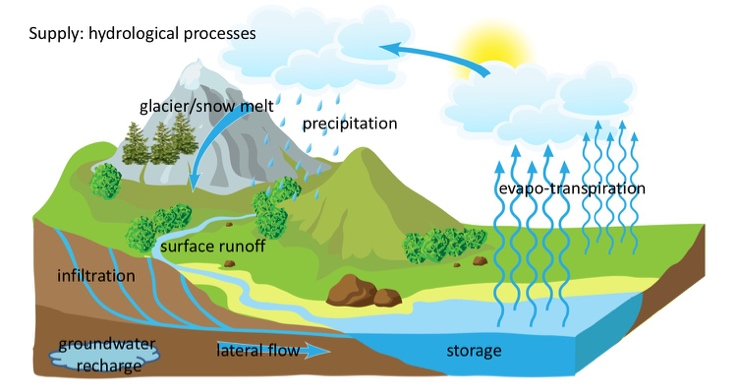 Supply: hydrological processes
glacier/snow melt
precipitation
evapo-transpiration
surface runoff
infiltration
groundwater
recharge
lateral flow
storage